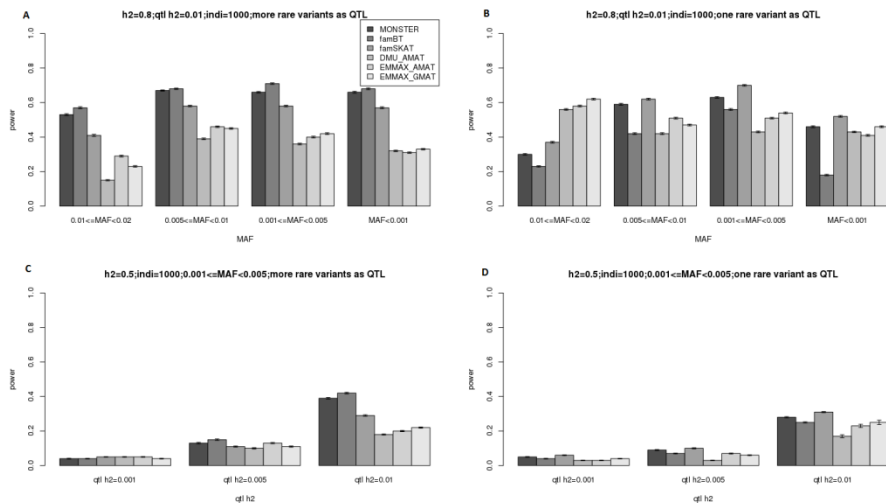 A
h2=0.8;qtl h2=0.01;indi=1000;more rare variants as QTL
MONSTER
famBT
famSKAT
DMU_AMAT
EMMAX_AMAT
EMMAX_GMAT
power
1.0
0.8
0.6
0.4
0.2
0.0
0.01<=MAF<0.02
0.005<=MAF<0.01
0.001<=MAF<0.005
MAF<0.001
MAF
B
h2=0.8;qtl h2=0.01;indi=1000;one rare variant as QTL
power
1.0
0.8
0.6
0.4
0.2
0.0
0.01<=MAF<0.02
0.005<=MAF<0.01
0.001<=MAF<0.005
MAF<0.001
MAF
C
h2=0.5;indi=1000;0.001<=MAF<0.005;more rare variants as QTL
power
1.0
0.8
0.6
0.4
0.2
0.0
qtl h2=0.001
qtl h2=0.005
qtl h2=0.01
qtl h2
D
h2=0.5;indi=1000;0.001<=MAF<0.005;one rare variant as QTL
power
1.0
0.8
0.6
0.4
0.2
0.0
qtl h2=0.001
qtl h2=0.005
qtl h2=0.01
qtl h2